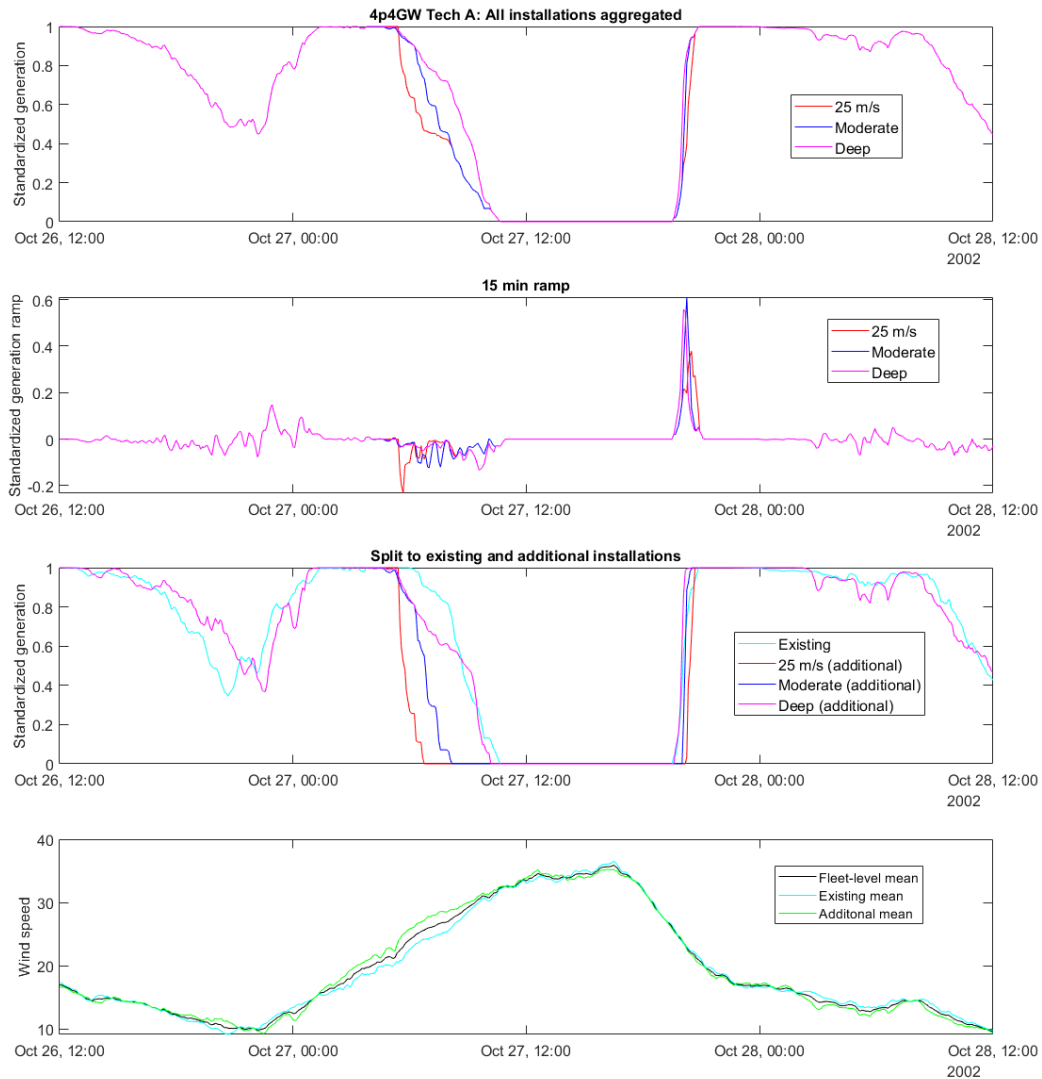 4p4GW Tech A: All installations aggregated
Standardized generation
1
0.8
0.6
0.4
0.2
0
25 m/s
Moderate
Deep
Oct 26, 12:00 Oct 27, 00:00 Oct 27, 12:00 Oct 28, 00:00 Oct 28, 12:00
2002
15 min ramp
Standardized generation ramp
0.6
0.4
0.2
0
-0.2
25 m/s
Moderate
Deep
Oct 26, 12:00 Oct 27, 00:00 Oct 27, 12:00 Oct 28, 00:00 Oct 28, 12:00
2002
Split to existing and additional installations
Standardized generation
1
0.8
0.6
0.4
0.2
0
Existing
25 m/s (additional)
Moderate (additional)
Deep (additional)
Oct 26, 12:00 Oct 27, 00:00 Oct 27, 12:00 Oct 28, 00:00 Oct 28, 12:00
2002
Wind speed
40
30
20
10
Fleet-level mean
Existing mean
Additonal mean
Oct 26, 12:00 Oct 27, 00:00 Oct 27, 12:00 Oct 28, 00:00 Oct 28, 12:00
2002